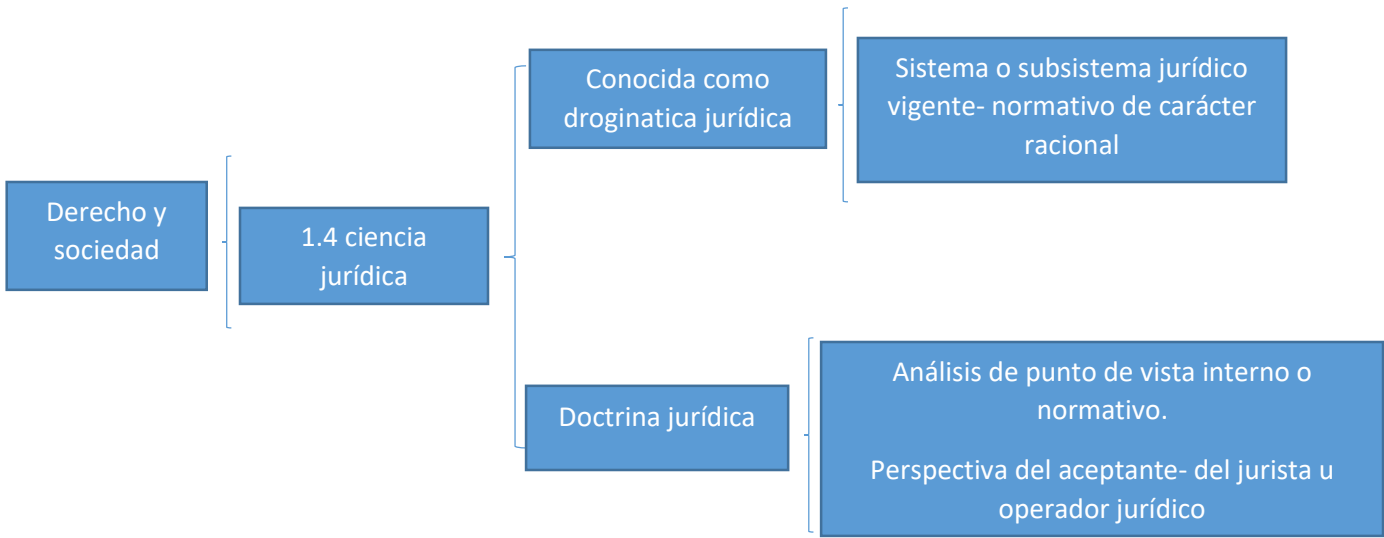 Derecho y
sociedad
1.4 ciencia
jurídica
Conocida como
droginatica jurídica
Sistema o subsistema jurídico
vigente- normativo de carácter
racional
Doctrina jurídica
Análisis de punto de vista interno o
normativo.
Perspectiva del aceptante- del jurista u
operador jurídico